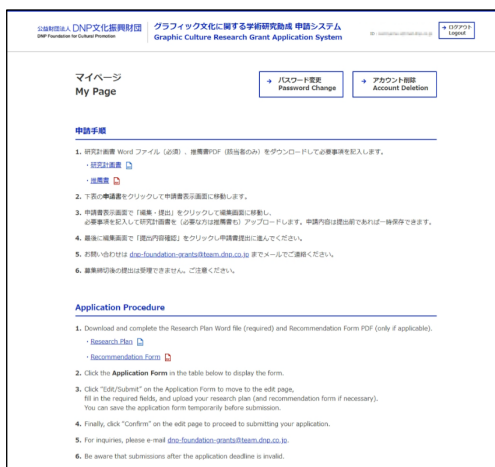 公益財団法人 DNP文化振興財団
DNP Foundation for Cultural Promotion
グラフィック文化に関する学術研究助成 申請システム
Graphic Culture Research Grant Application System
ID :
→ ログアウト
Logout
マイページ
My Page
→ パスワード変更
Password Change
→ アカウント削除
Account Deletion
申請手順
1. 研究計画書 Word ファイル（必須）、推薦書PDF（該当者のみ）をダウンロードして必要事項を記入します。
・研究計画書
・推薦書
2. 下表の申請書をクリックして申請書表示画面に移動します。
3. 申請書表示画面で「編集・提出」をクリックして編集画面に移動し、
必要事項を記入して研究計画書を（必要な方は推薦書も）アップロードします。申請内容は提出前であれば一時保存できます。
4. 最後に編集画面で「提出内容確認」をクリックし申請書提出に進んでください。
5. お問い合わせは dnp-foundation-grants@team.dnp.co.jp までメールでご連絡ください。
6. 募集締切後の提出は受理できません。ご注意ください。
Application Procedure
1. Download and complete the Research Plan Word file (required) and Recommendation Form PDF (only if applicable).
・Research Plan
・Recommendation Form
2. Click the Application Form in the table below to display the form.
3. Click "Edit/Submit" on the Application Form to move to the edit page,
fill in the required fields, and upload your research plan (and recommendation form if necessary).
You can save the application form temporarily before submission.
4. Finally, click "Confirm" on the edit page to proceed to submitting your application.
5. For inquiries, please e-mail dnp-foundation-grants@team.dnp.co.jp.
6. Be aware that submissions after the application deadline is invalid.